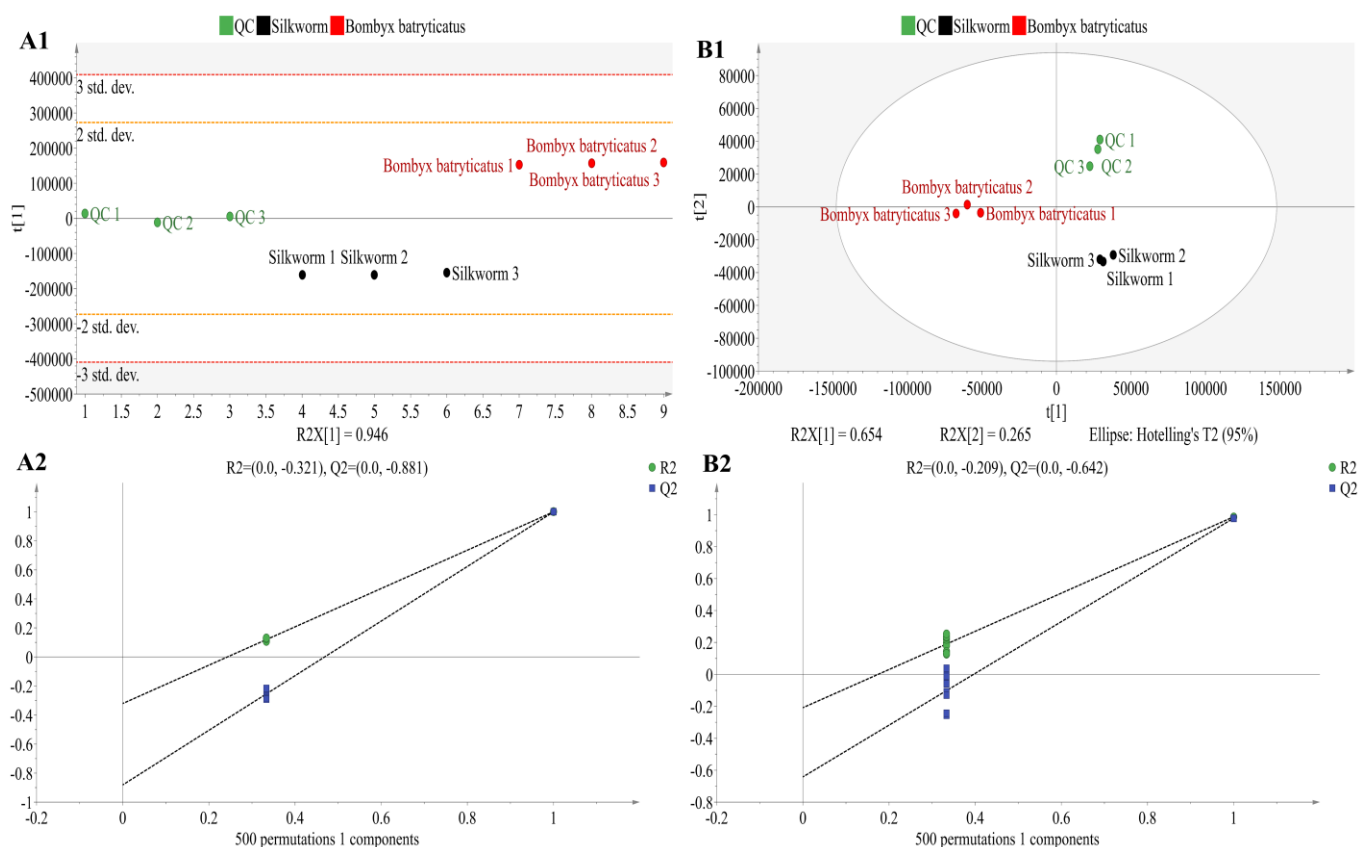 QC Silkworm Bombyx batryticatus
A1
400000
300000
200000
100000
0
-100000
-200000
-300000
-400000
-500000
t[1]
3 std. dev.
2 std. dev.
-2 std. dev.
-3 std. dev.
Bombyx batryticatus 2
Bombyx batryticatus 1
Bombyx batryticatus 3
QC 1
QC 2
QC 3
Silkworm 1
Silkworm 2
Silkworm 3
1 1.5 2 2.5 3 3.5 4 4.5 5 5.5 6 6.5 7 7.5 8 8.5 9
R2X[1] = 0.946
QC Silkworm Bombyx batryticatus
B1
80000
60000
40000
20000
0
-20000
-40000
-60000
-80000
-100000
t[2]
QC 1
QC 3
QC 2
Bombyx batryticatus 2
Bombyx batryticatus 3
Bombyx batryticatus 1
Silkworm 3
Silkworm 2
Silkworm 1
-200000 -150000 -100000 -50000 0 50000 100000 150000
t[1]
R2X[1] = 0.654 R2X[2] = 0.265 Ellipse: Hotelling's T2 (95%)
A2
R2=(0.0, -0.321), Q2=(0.0, -0.881)
R2
Q2
1
0.8
0.6
0.4
0.2
0
-0.2
-0.4
-0.6
-0.8
-1
-0.2 0 0.2 0.4 0.6 0.8 1
500 permutations 1 components
B2
R2=(0.0, -0.209), Q2=(0.0, -0.642)
R2
Q2
1
0.8
0.6
0.4
0.2
0
-0.2
-0.4
-0.6
-0.8
-0.2 0 0.2 0.4 0.6 0.8 1
500 permutations 1 components